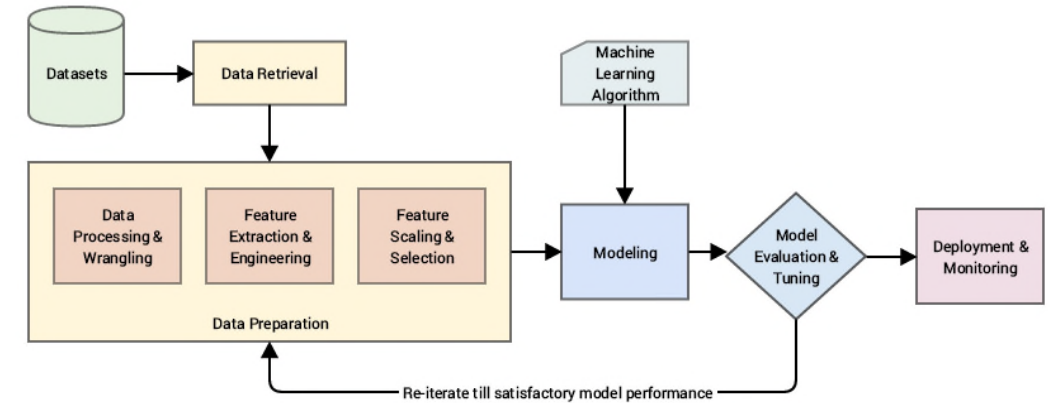 Datasets
Data Retrieval
Machine
Learning
Algorithm
Data
Processing &
Wrangling
Feature
Extraction &
Engineering
Feature
Scaling &
Selection
Data Preparation
Modeling
Model
Evaluation &
Tuning
Deployment &
Monitoring
Re-iterate till satisfactory model performance